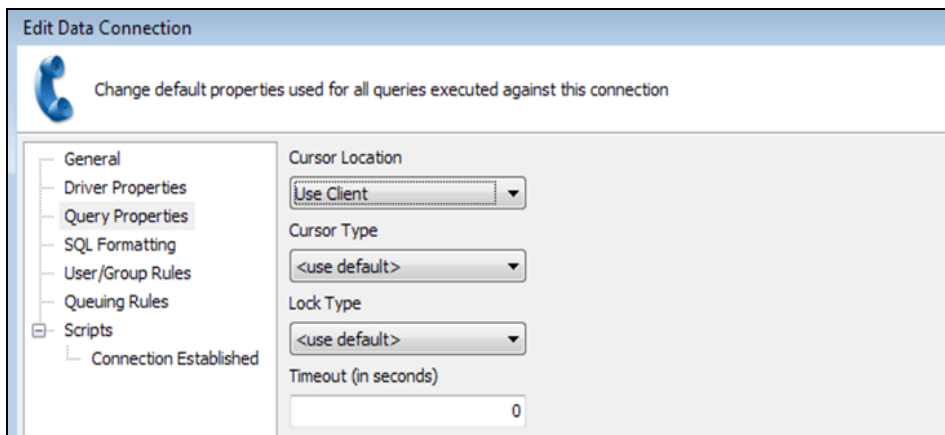 Edit Data Connection
Change default properties used for all queries executed against this connection
General
Driver Properties
Query Properties
SQL Formatting
User/Group Rules
Queuing Rules
Scripts
Connection Established
Cursor Location
Use Client
Cursor Type
<use default>
Lock Type
<use default>
Timeout (in seconds)
0